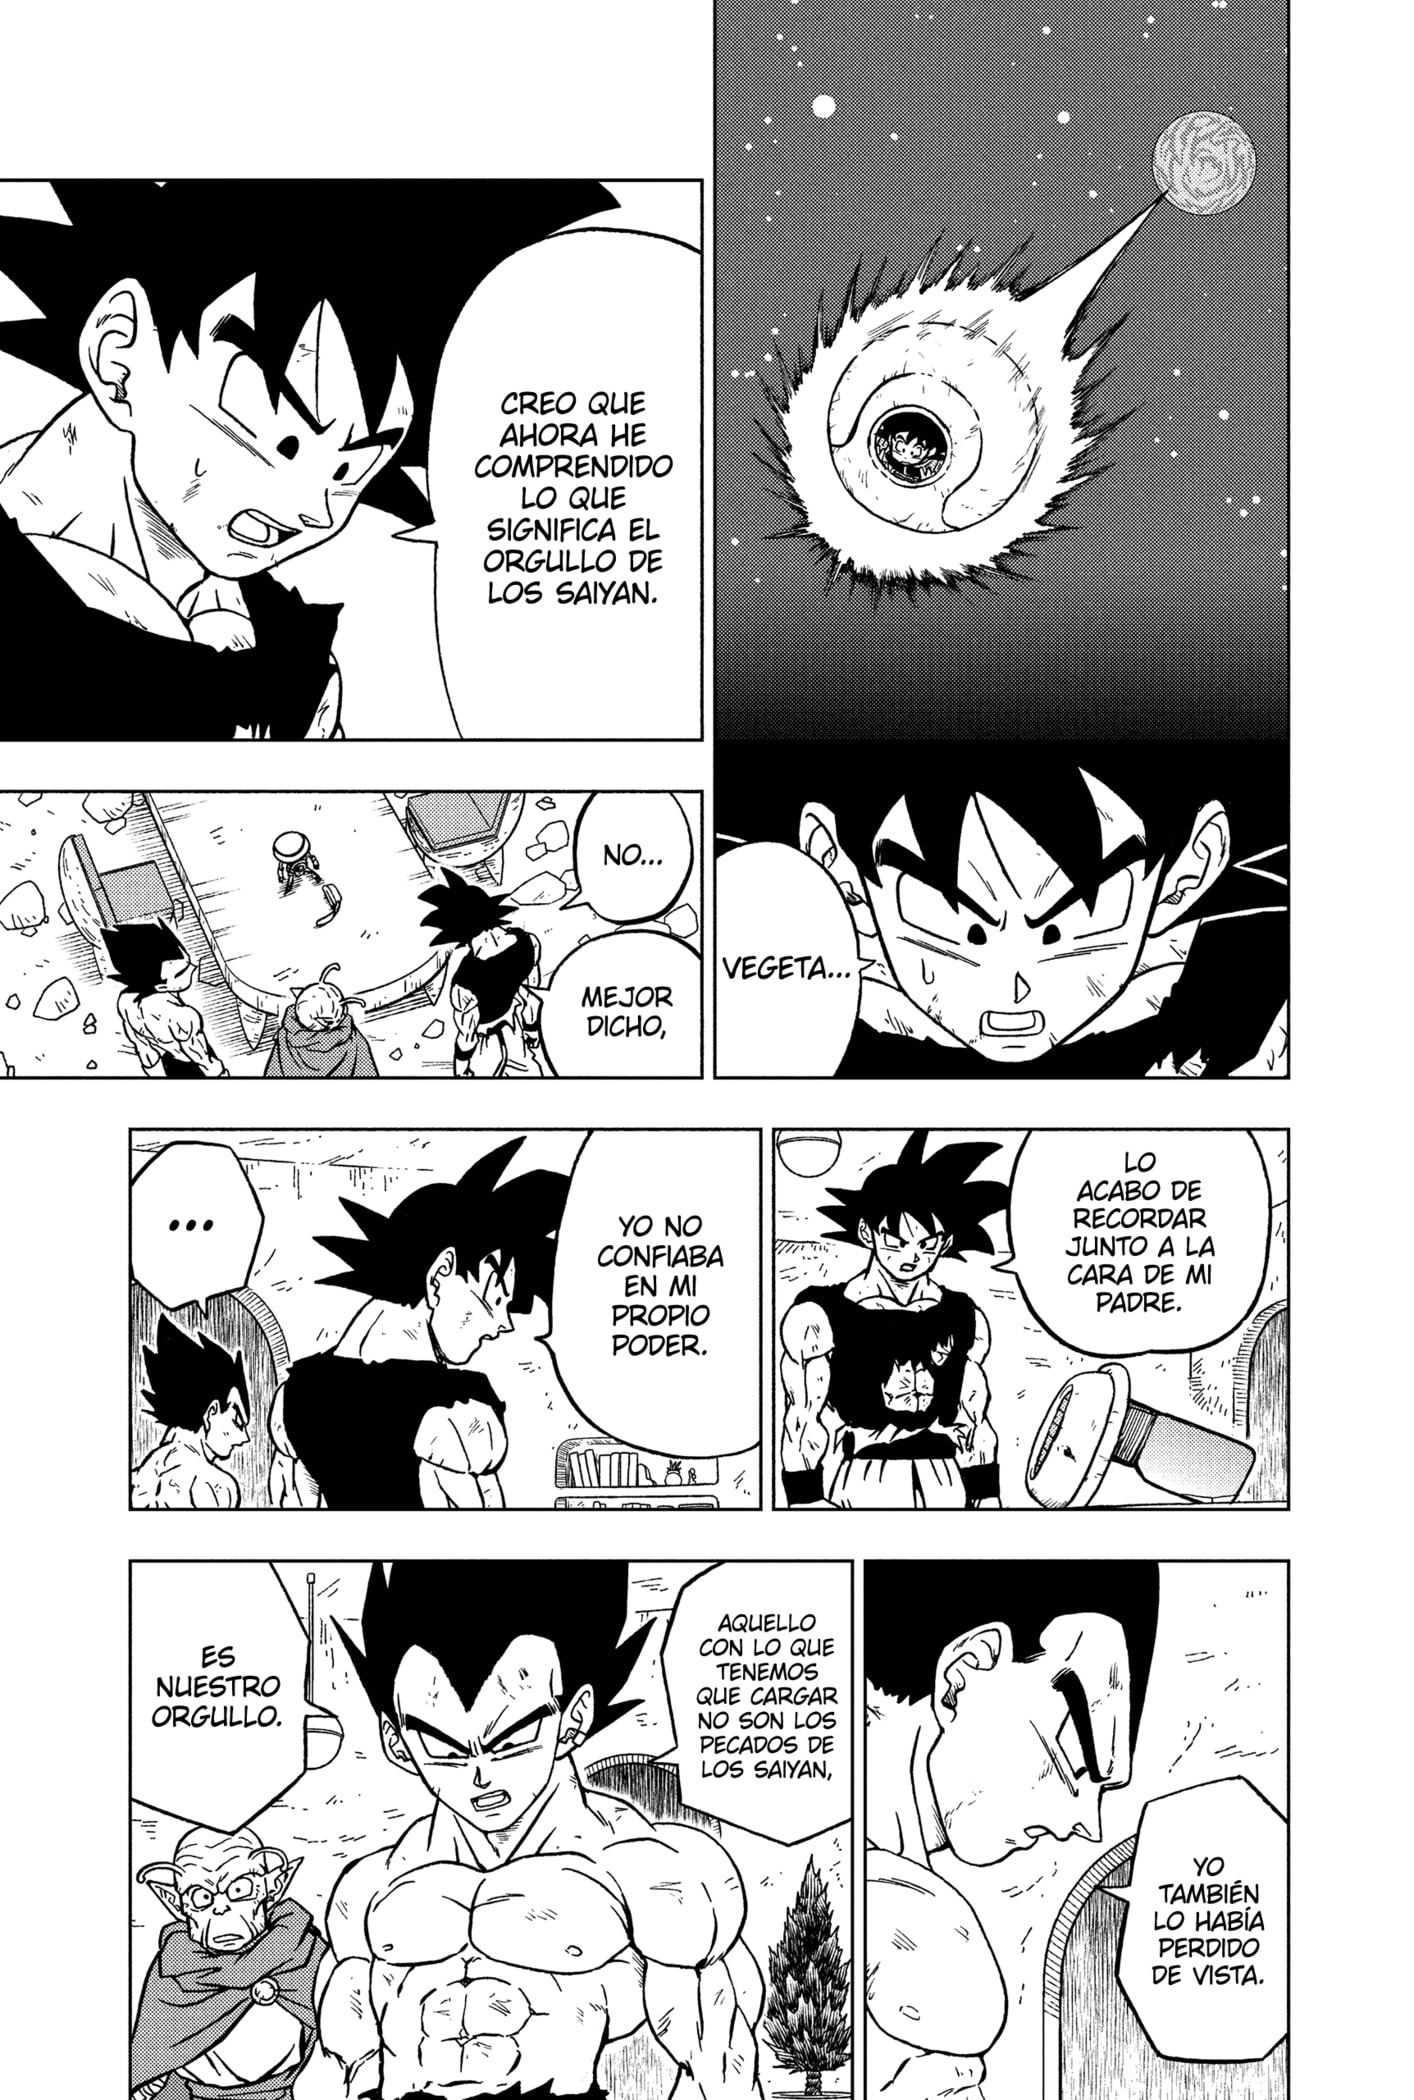 VEGETA...
CREO QUE
AHORA HE
COMPRENDIDO
LO QUE
SIGNIFICA EL
ORGULLO DE
LOS SAIYAN.
NO...
MEJOR
DICHO,
LO
ACABO DE
RECORDAR
JUNTO A LA
CARA DE MI
PADRE.
YO NO
CONFIABA
EN MI
PROPIO
PODER.
...
YO
TAMBIÉN
LO HABÍA
PERDIDO
DE VISTA.
AQUELLO
CON LO QUE
TENEMOS
QUE CARGAR
NO SON LOS
PECADOS DE
LOS SAIYAN,
ES
NUESTRO
ORGULLO.